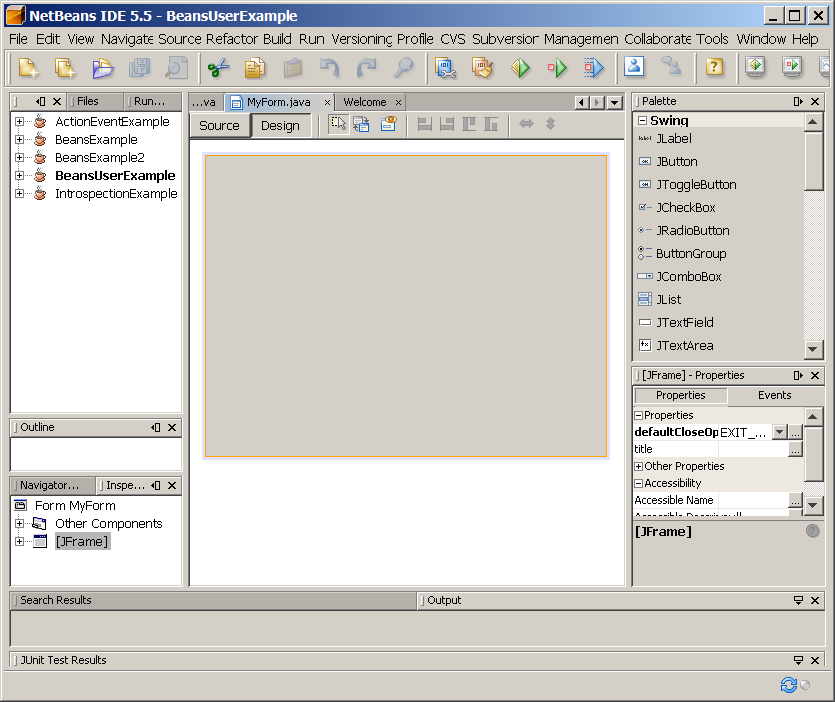 NetBeans IDE 5.5 - BeansUserExample
File Edit View Navigate Source Refactor Build Run Versioning Profile CVS Subversion Managemen Collaborate Tools Window Help
Files Run...
...va MyForm.java × Welcome ×
Palette
Source Design
ActionEventExample
BeansExample
BeansExample2
BeansUserExample
IntrospectionExample
Swing
JLabel
JButton
JToggleButton
JCheckBox
JRadioButton
ButtonGroup
JComboBox
JList
JTextField
JTextArea
[JFrame] - Properties
Properties Events
Properties
defaultCloseOp EXIT_... ...
title ...
Other Properties
Accessibility
Accessible Name ...
[JFrame]
Outline
Navigator... Inspe...
Form MyForm
Other Components
[JFrame]
Search Results
Output
JUnit Test Results